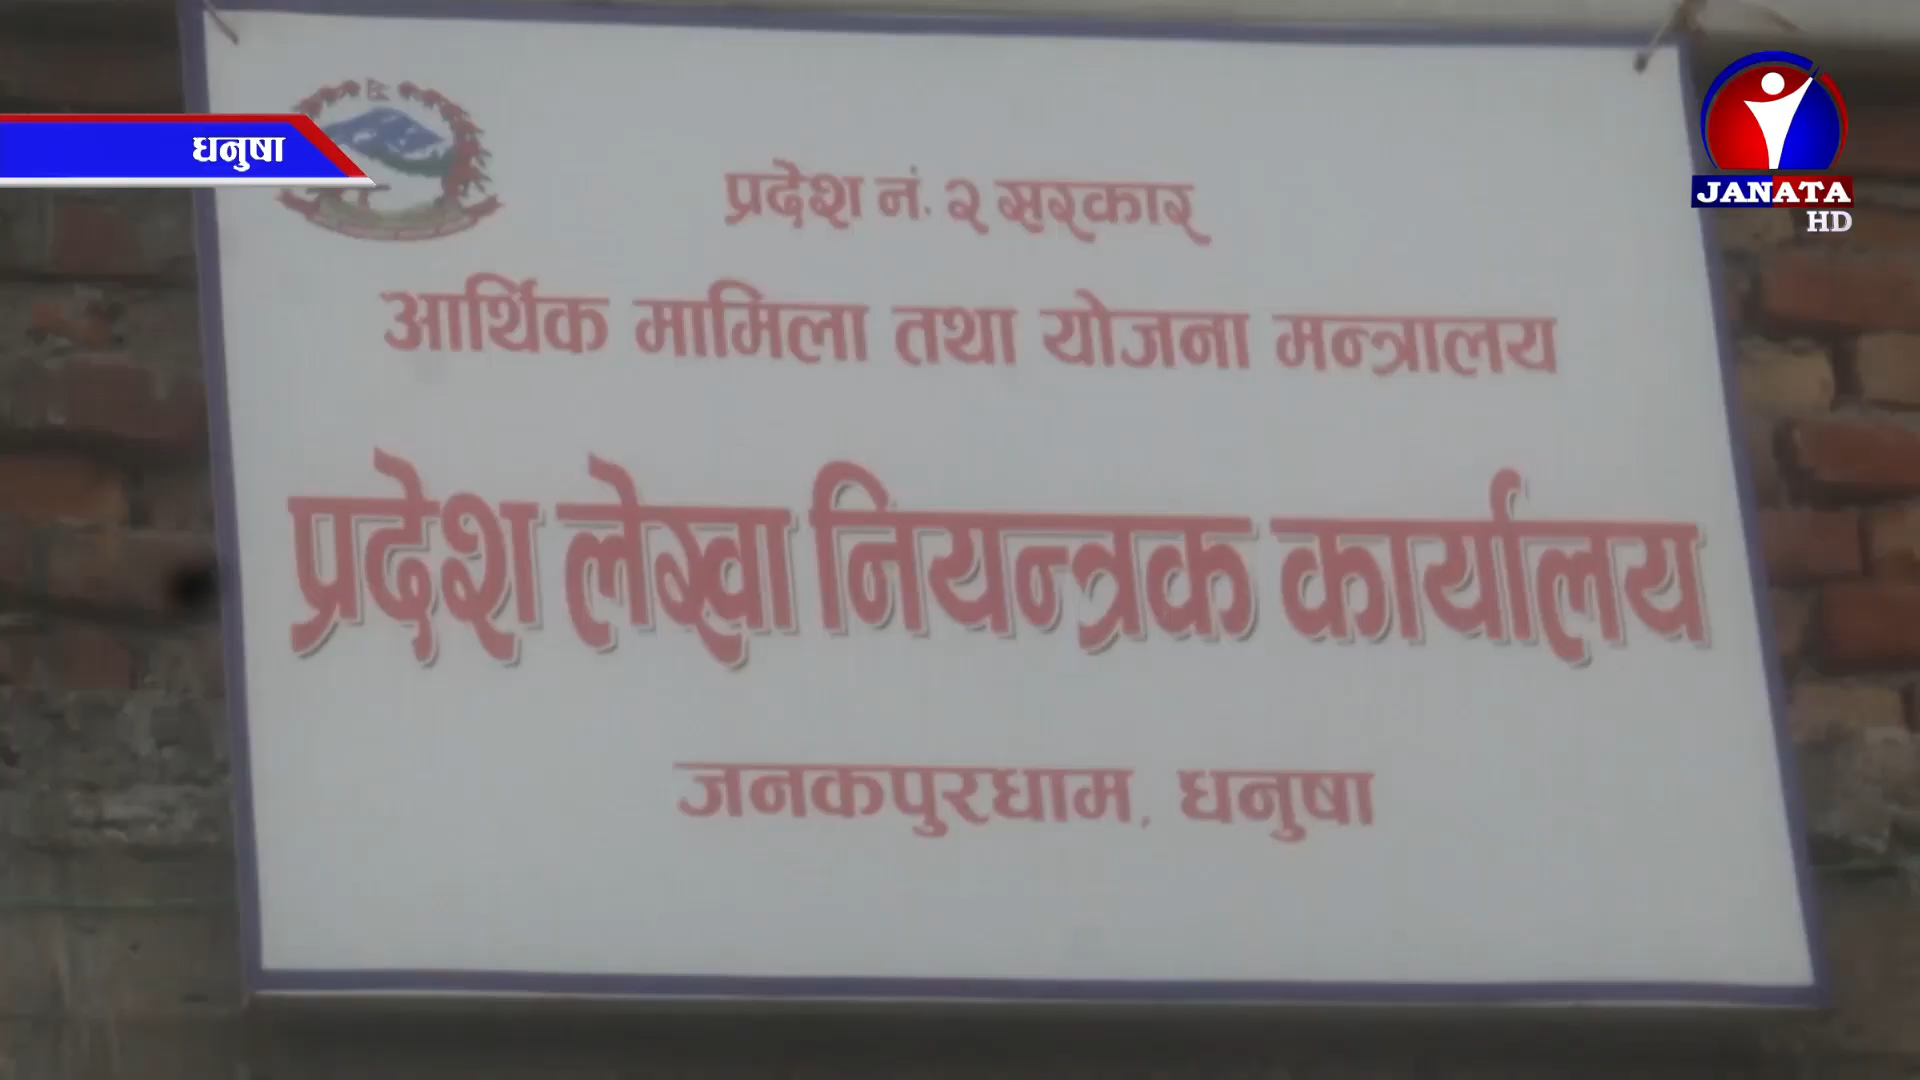 धनुषा
JANATA
HD
प्रदेश नं. २ सरकार
आर्थिक मामिला तथा योजना मन्त्रालय
प्रदेश लेखा नियन्त्रक कार्यालय
जनकपुरधाम, धनुषा